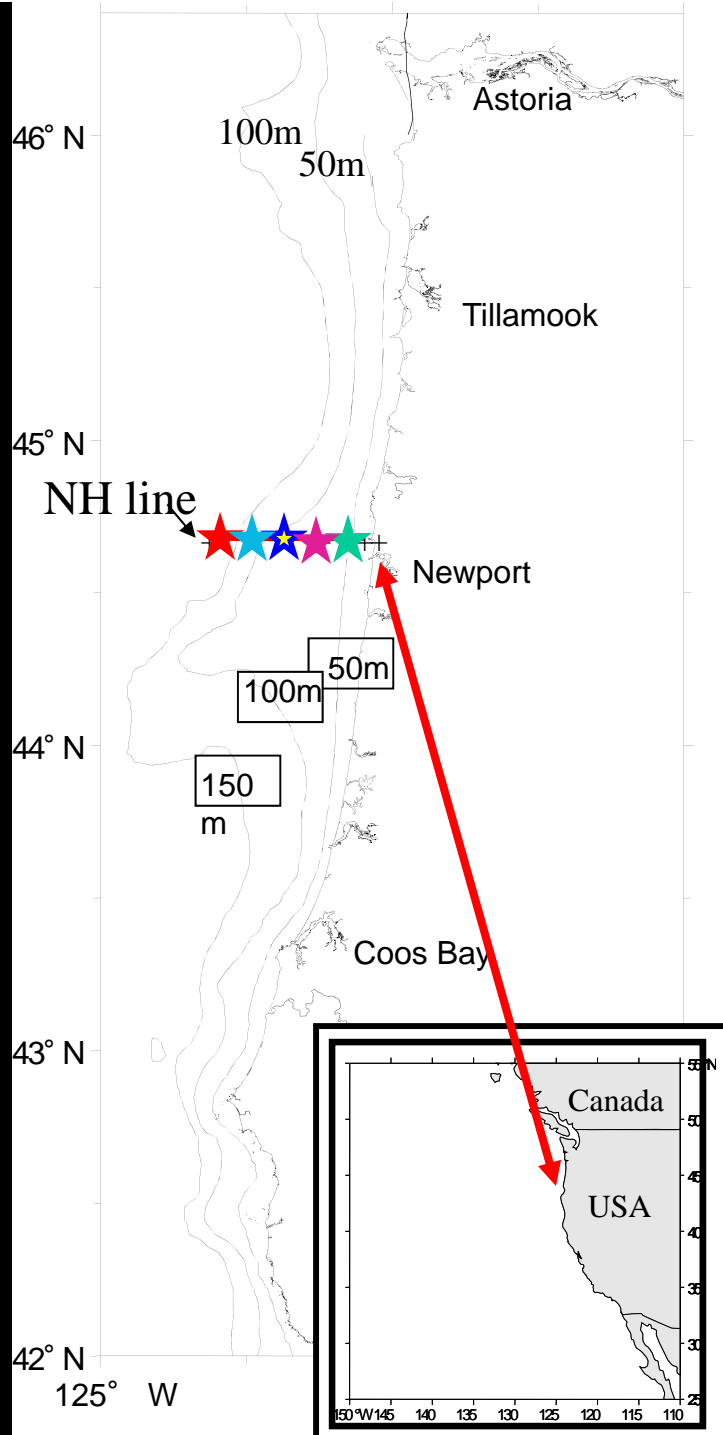 Astoria
46° N
100m
50m
Tillamook
45° N
NH line
Newport
50m
100m
44° N
150
m
Coos Bay
43° N
55°N
Canada
50
45
USA
40
35
30
42° N
25
125° W
150°W 145 140 135 130 125 120 115 110